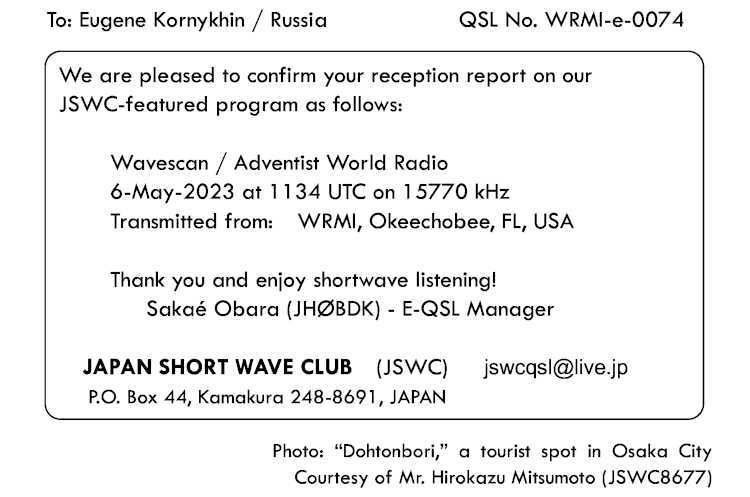 To: Eugene Kornykhin / Russia QSL No. WRMI-e-0074
We are pleased to confirm your reception report on our
JSWC-featured program as follows:
Wavescan / Adventist World Radio
6-May-2023 at 1134 UTC on 15770 kHz
Transmitted from: WRMI, Okeechobee, FL, USA
Thank you and enjoy shortwave listening!
Sakaé Obara (JHØBDK) - E-QSL Manager
JAPAN SHORT WAVE CLUB (JSWC) jswcqsl@live.jp
P.O. Box 44, Kamakura 248-8691, JAPAN
Photo: “Dohtonbori,” a tourist spot in Osaka City
Courtesy of Mr. Hirokazu Mitsumoto (JSWC8677)